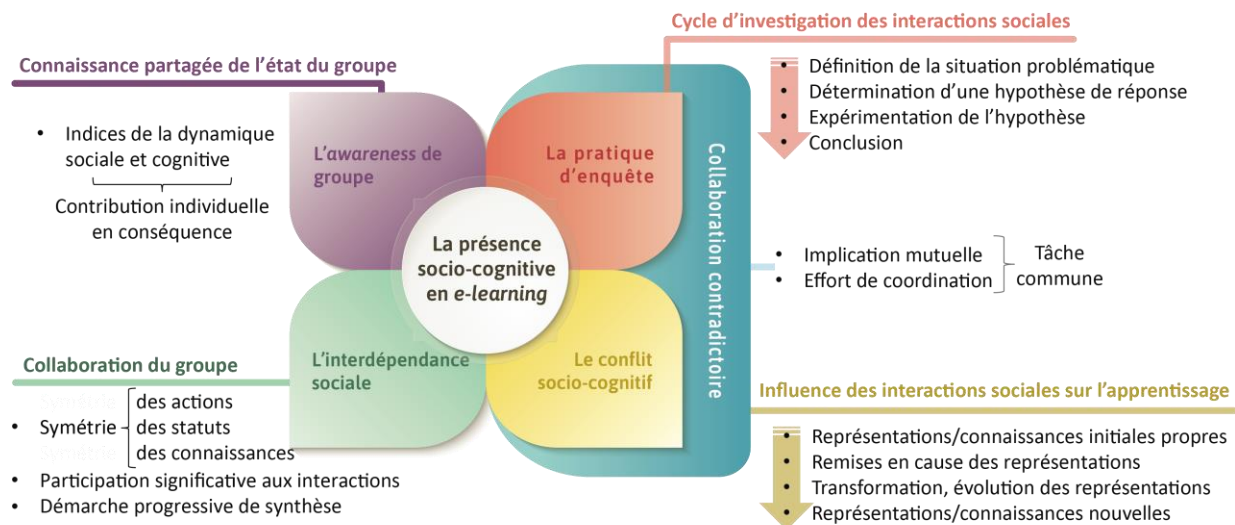 Connaissance partagée de l'état du groupe
• Indices de la dynamique
sociale et cognitive
Contribution individuelle
en conséquence
L'awareness de
groupe
Cycle d'investigation des interactions sociales
• Définition de la situation problématique
• Détermination d'une hypothèse de réponse
• Expérimentation de l'hypothèse
• Conclusion
La pratique
d'enquête
La présence
socio-cognitive
en e-learning
Collaboration contradictoire
• Implication mutuelle
• Effort de coordination
Tâche
commune
Collaboration du groupe
L'interdépendance
sociale
Symétrie
des actions
• Symétrie
des statuts
Symétrie
des connaissances
• Participation significative aux interactions
• Démarche progressive de synthèse
Le conflit
socio-cognitif
Influence des interactions sociales sur l'apprentissage
• Représentations/connaissances initiales propres
• Remises en cause des représentations
• Transformation, évolution des représentations
• Représentations/connaissances nouvelles